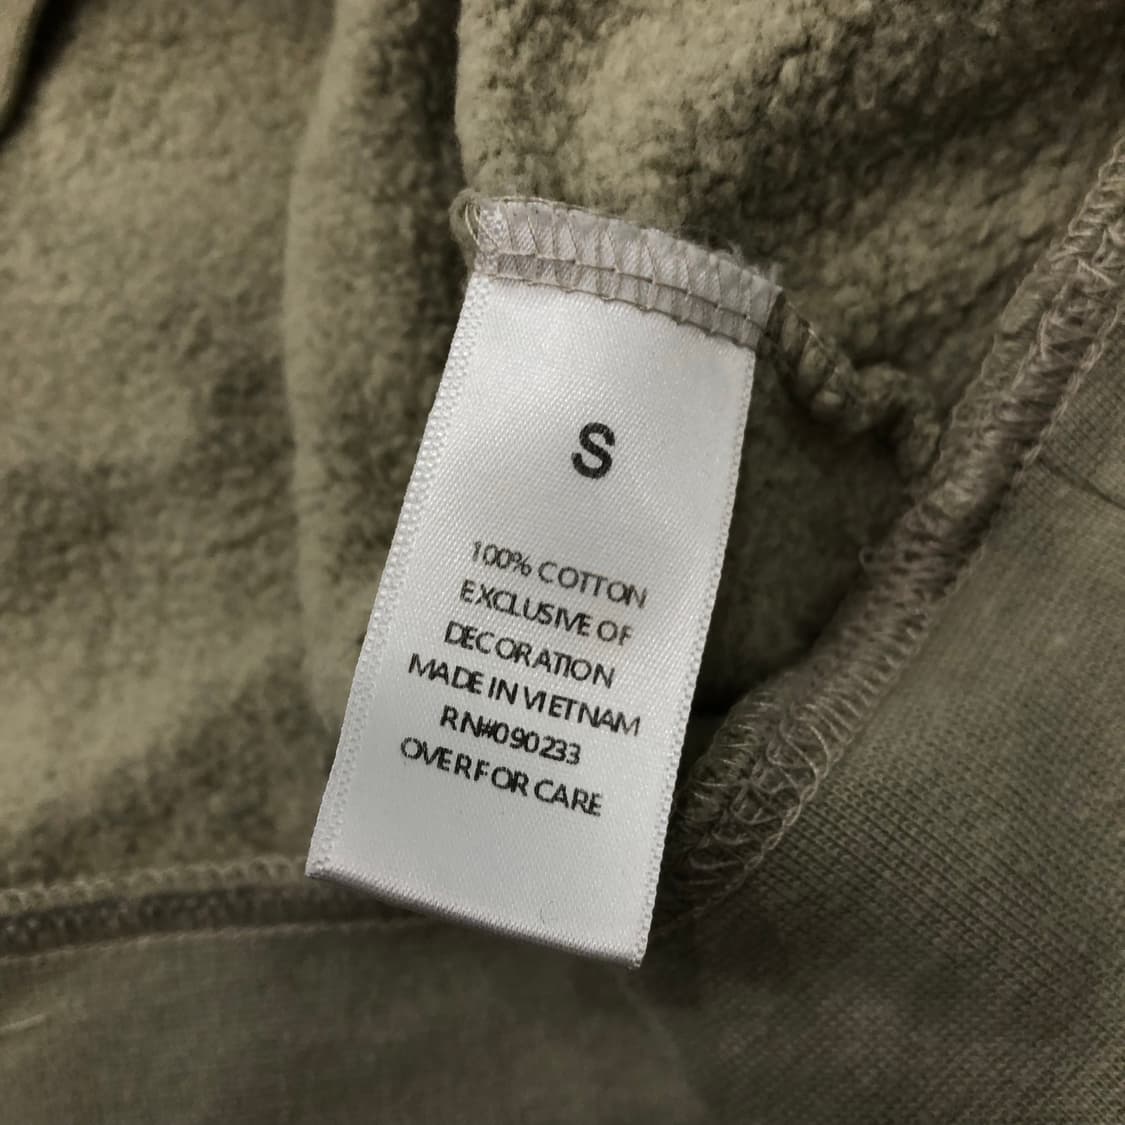 S
100% COTTON
EXCLUSIVE OF
DECORATION
MADE IN VIETNAM
RN#090233
OVER FOR CARE